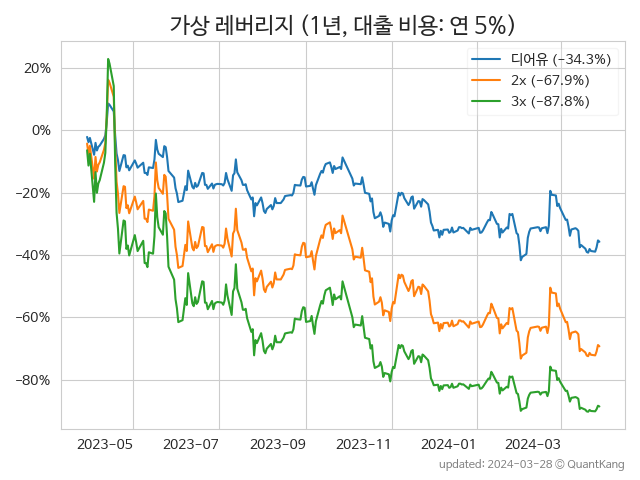 가상 레버리지 (1년, 대출 비용: 연 5%)
디어유 (−34.3%)
2x (−67.9%)
3x (−87.8%)
20%
0%
−20%
−40%
−60%
−80%
2023−05 2023−07 2023−09 2023−11 2024−01 2024−03
updated: 2024−03−28 © QuantKang